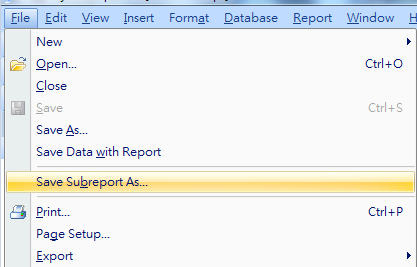 File Edit View Insert Format Database Report Window
New
Open... Ctrl+O
Close
Save Ctrl+S
Save As...
Save Data with Report
Save Subreport As...
Print... Ctrl+P
Page Setup...
Export